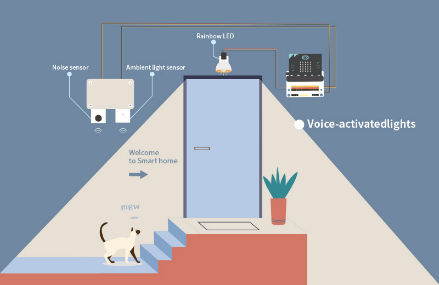 Rainbow LED
Noise sensor
Ambient light sensor
Voice-activatedlights
Welcome
to Smart home
mew